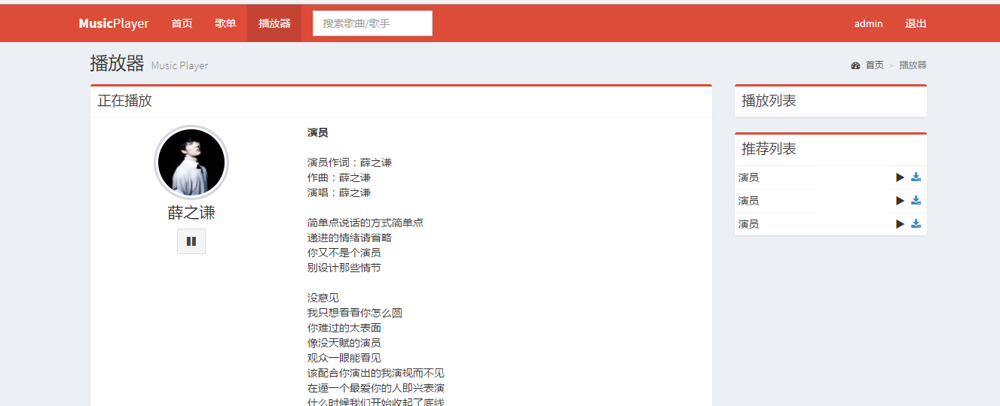 MusicPlayer 首页 歌单 播放器 搜索歌曲/歌手 admin 退出
播放器 Music Player 首页 > 播放器
正在播放
薛之谦
演员
演员作词：薛之谦
作曲：薛之谦
演唱：薛之谦
简单点说话的方式简单点
递进的情绪请省略
你又不是个演员
别设计那些情节
没意见
我只想看看你怎么圆
你难过的太表面
像没天赋的演员
观众一眼能看见
该配合你演出的我演视而不见
在逼一个最爱你的人即兴表演
什么时候我们开始收起了底线
播放列表
推荐列表
演员
演员
演员